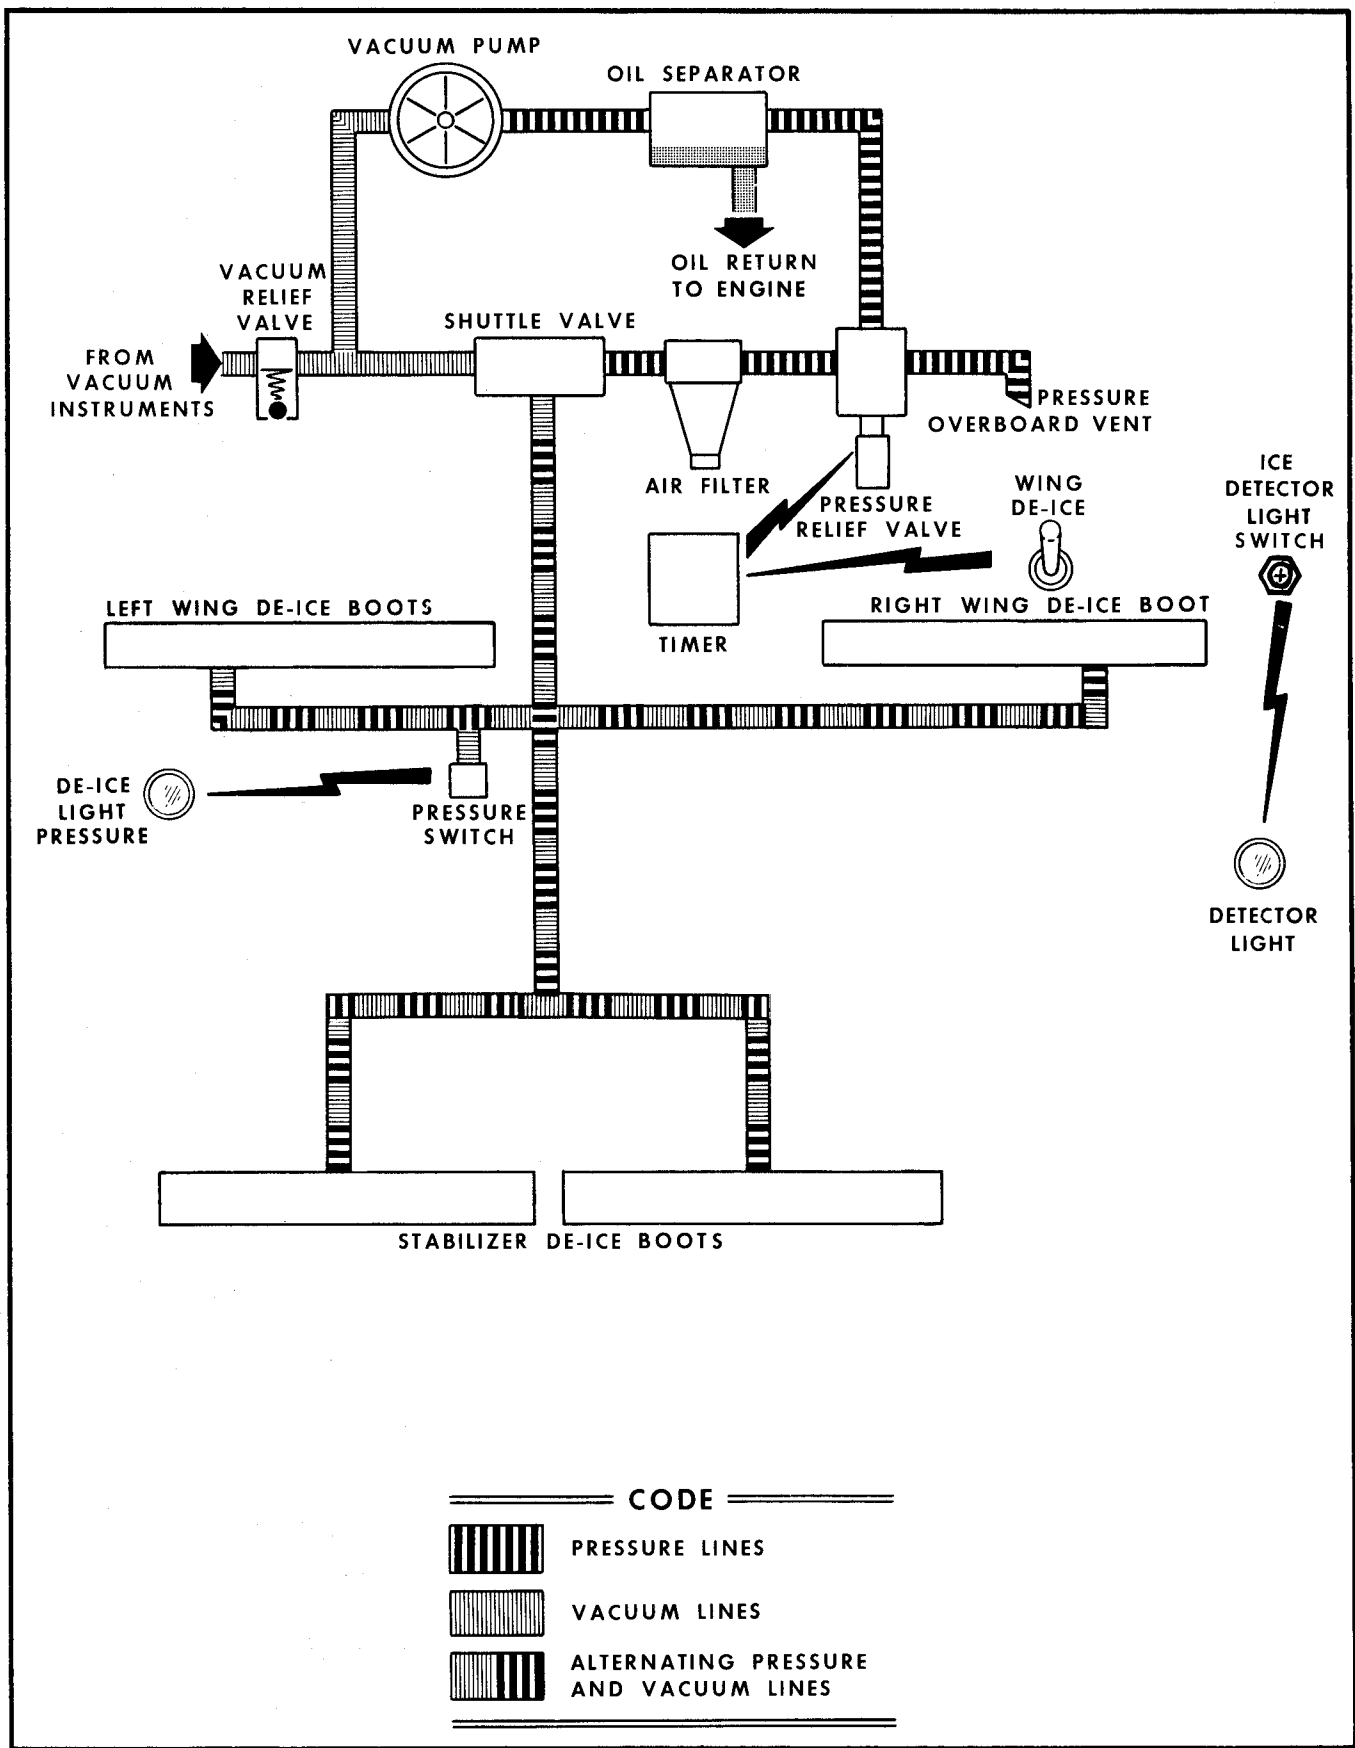 VACUUM PUMP
OIL SEPARATOR
OIL RETURN
TO ENGINE
VACUUM
RELIEF
VALVE
SHUTTLE VALVE
FROM
VACUUM
INSTRUMENTS
PRESSURE
OVERBOARD VENT
AIR FILTER
PRESSURE
RELIEF VALVE
WING
DE-ICE
ICE
DETECTOR
LIGHT
SWITCH
LEFT WING DE-ICE BOOTS
TIMER
RIGHT WING DE-ICE BOOT
DE-ICE
LIGHT
PRESSURE
PRESSURE
SWITCH
DETECTOR
LIGHT
STABILIZER DE-ICE BOOTS
CODE
PRESSURE LINES
VACUUM LINES
ALTERNATING PRESSURE
AND VACUUM LINES